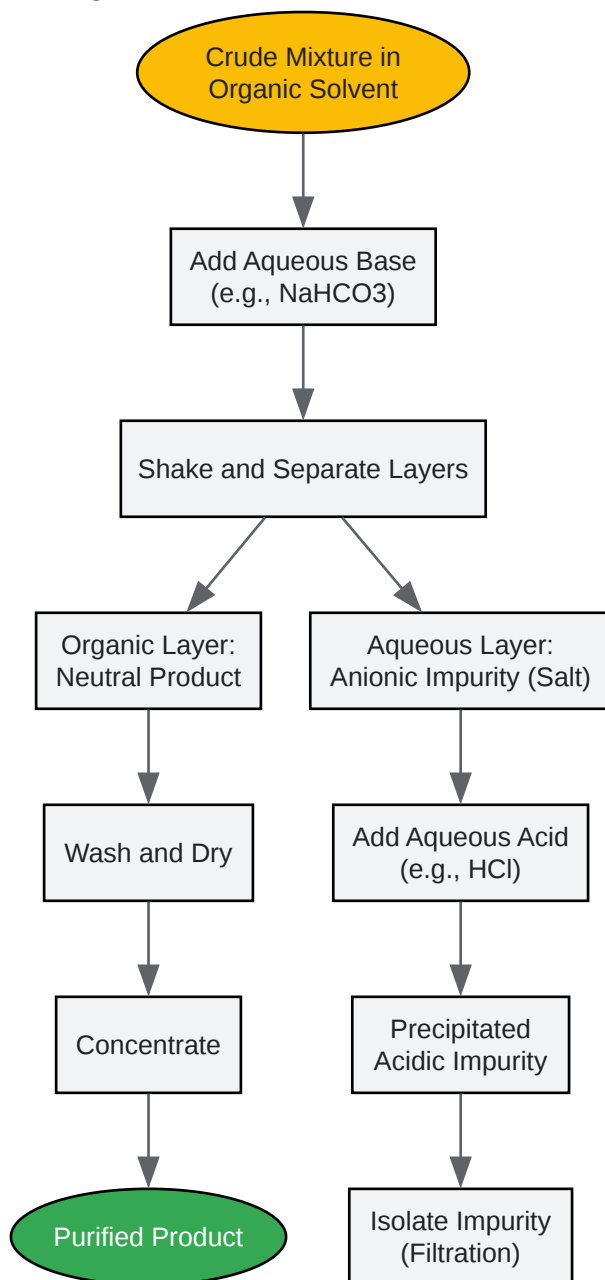 Crude Mixture in
Organic Solvent
Add Aqueous Base
(e.g., NaHCO3)
Shake and Separate Layers
Organic Layer:
Neutral Product
Aqueous Layer:
Anionic Impurity (Salt)
Wash and Dry
Add Aqueous Acid
(e.g., HCl)
Concentrate
Precipitated
Acidic Impurity
Purified Product
Isolate Impurity
(Filtration)